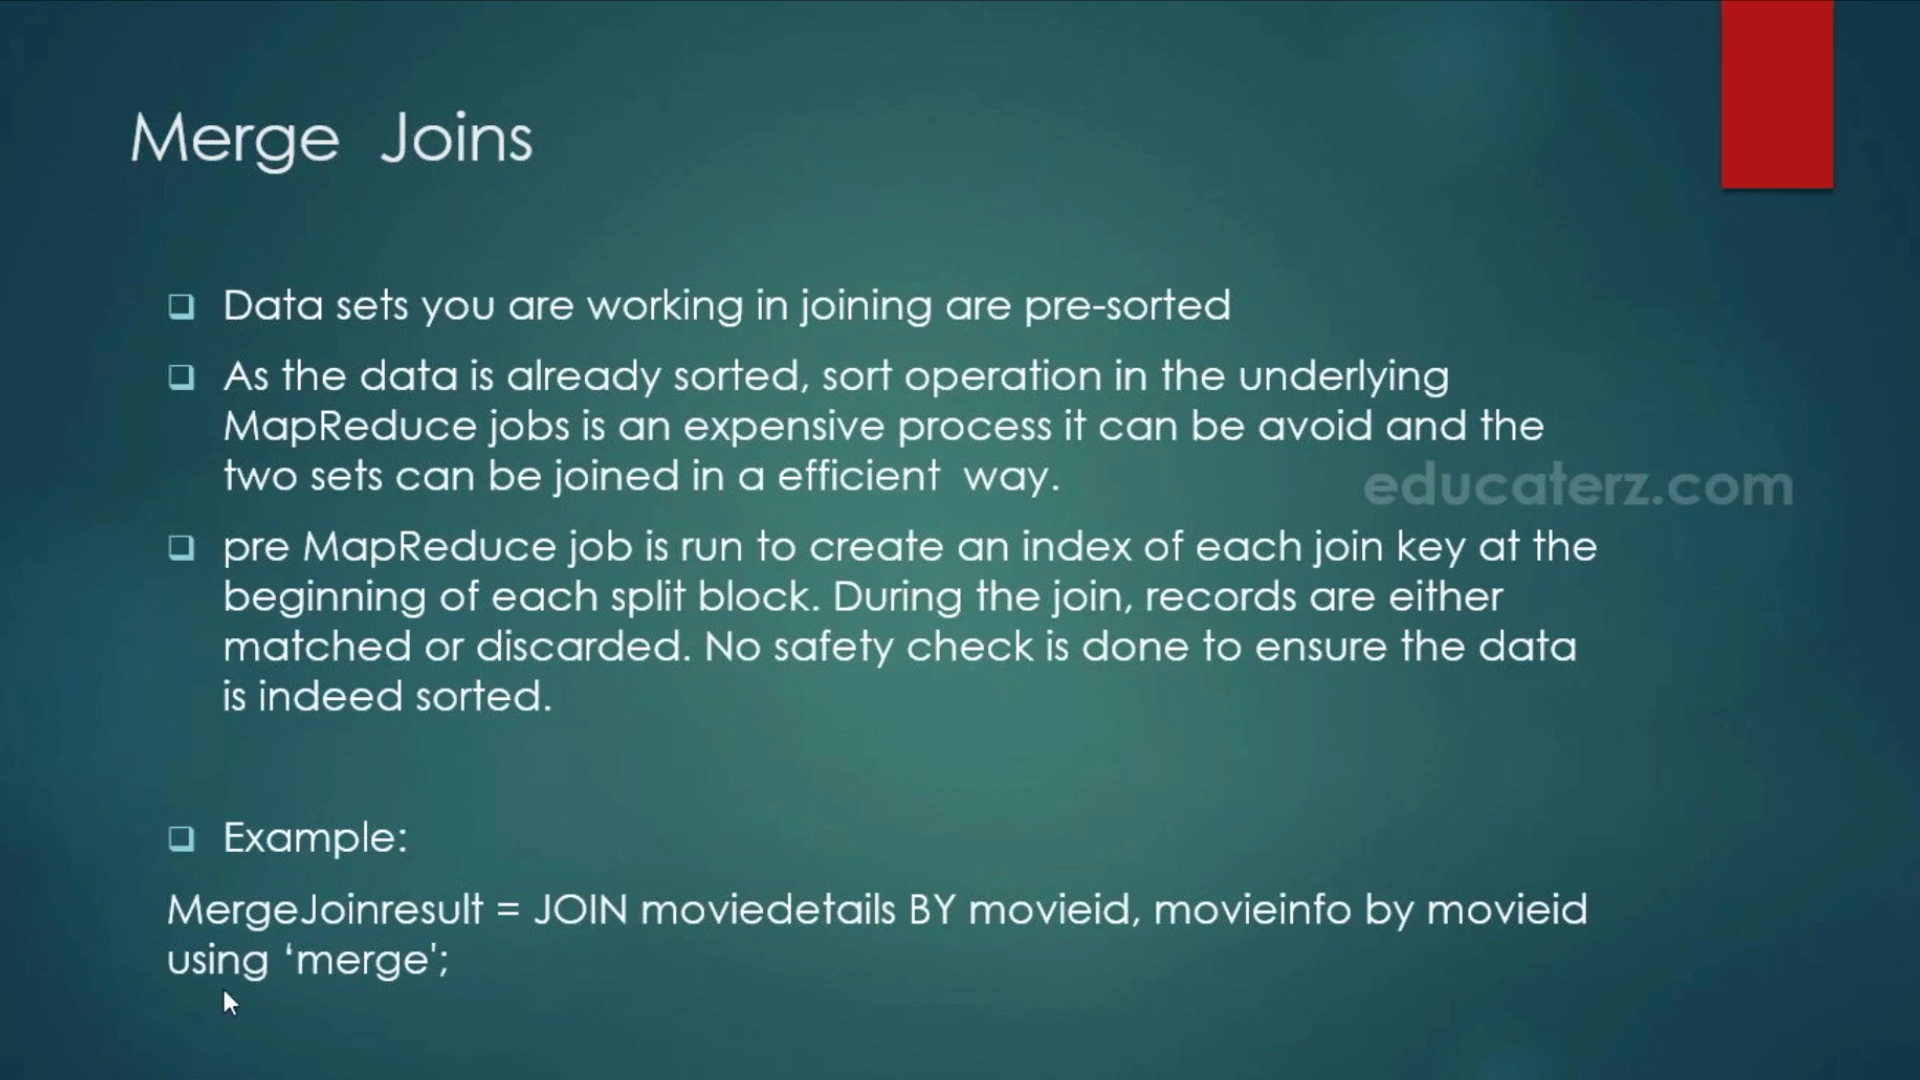 Merge Joins
Data sets you are working in joining are pre-sorted
As the data is already sorted, sort operation in the underlying
MapReduce jobs is an expensive process it can be avoid and the
two sets can be joined in a efficient way.
educaterz.com
pre MapReduce job is run to create an index of each join key at the
beginning of each split block. During the join, records are either
matched or discarded. No safety check is done to ensure the data
is indeed sorted.
Example:
MergeJoinresult = JOIN moviedetails BY movieid, movieinfo by movieid
using ‘merge';